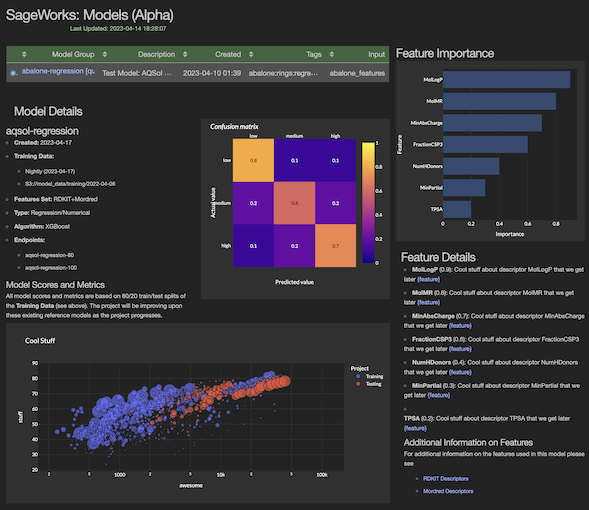 SageWorks: Models (Alpha)
Last Updated: 2023-04-14 18:28:07
Model Group Description Created Tags Input
abalone-regression [qu Test Model: AQSol ... 2023-04-10 01:39 abalone:rings:regre... abalone_features
Model Details
aqsol-regression
Created: 2023-04-17
Training Data:
Nightly (2023-04-17)
S3://model_data/training/2022-04-06
Features Set: RDKIT+Mordred
Type: Regression/Numerical
Algorithm: XGBoost
Endpoints:
aqsol-regression-80
aqsol-regression-100
Model Scores and Metrics
All model scores and metrics are based on 80/20 train/test splits of
the Training Data (see above). The project will be improving upon
these existing reference models as the project progresses.
Confusion matrix
low medium high
low 0.8 0.1 0.1
medium 0.2 0.6 0.2
high 0.1 0.2 0.7
Actual value
Predicted value
1
0.8
0.6
0.4
0.2
0
Feature Importance
MolLogP
MolMR
MinAbsCharge
FractionCSP3
NumHDonors
MinPartial
TPSA
Feature
0 0.2 0.4 0.6 0.8
Importance
Feature Details
MolLogP (0.9): Cool stuff about descriptor MolLogP that we get
later (feature)
MolMR (0.8): Cool stuff about descriptor MolMR that we get
later (feature)
MinAbsCharge (0.7): Cool stuff about descriptor MinAbsCharge
that we get later (feature)
FractionCSP3 (0.6): Cool stuff about descriptor FractionCSP3
that we get later (feature)
NumHDonors (0.4): Cool stuff about descriptor NumHDonors
that we get later (feature)
MinPartial (0.3): Cool stuff about descriptor MinPartial that we
get later (feature)
TPSA (0.2): Cool stuff about descriptor TPSA that we get later
(feature)
Additional Information on Features
For additional information on the features used in this model please
see
RDKIT Descriptors
Mordred Descriptors
Cool Stuff
90
80
70
60
50
40
30
20
stuff
2 5 1000 2 5 10k 2 5 100k
awesome
Project
Training
Testing